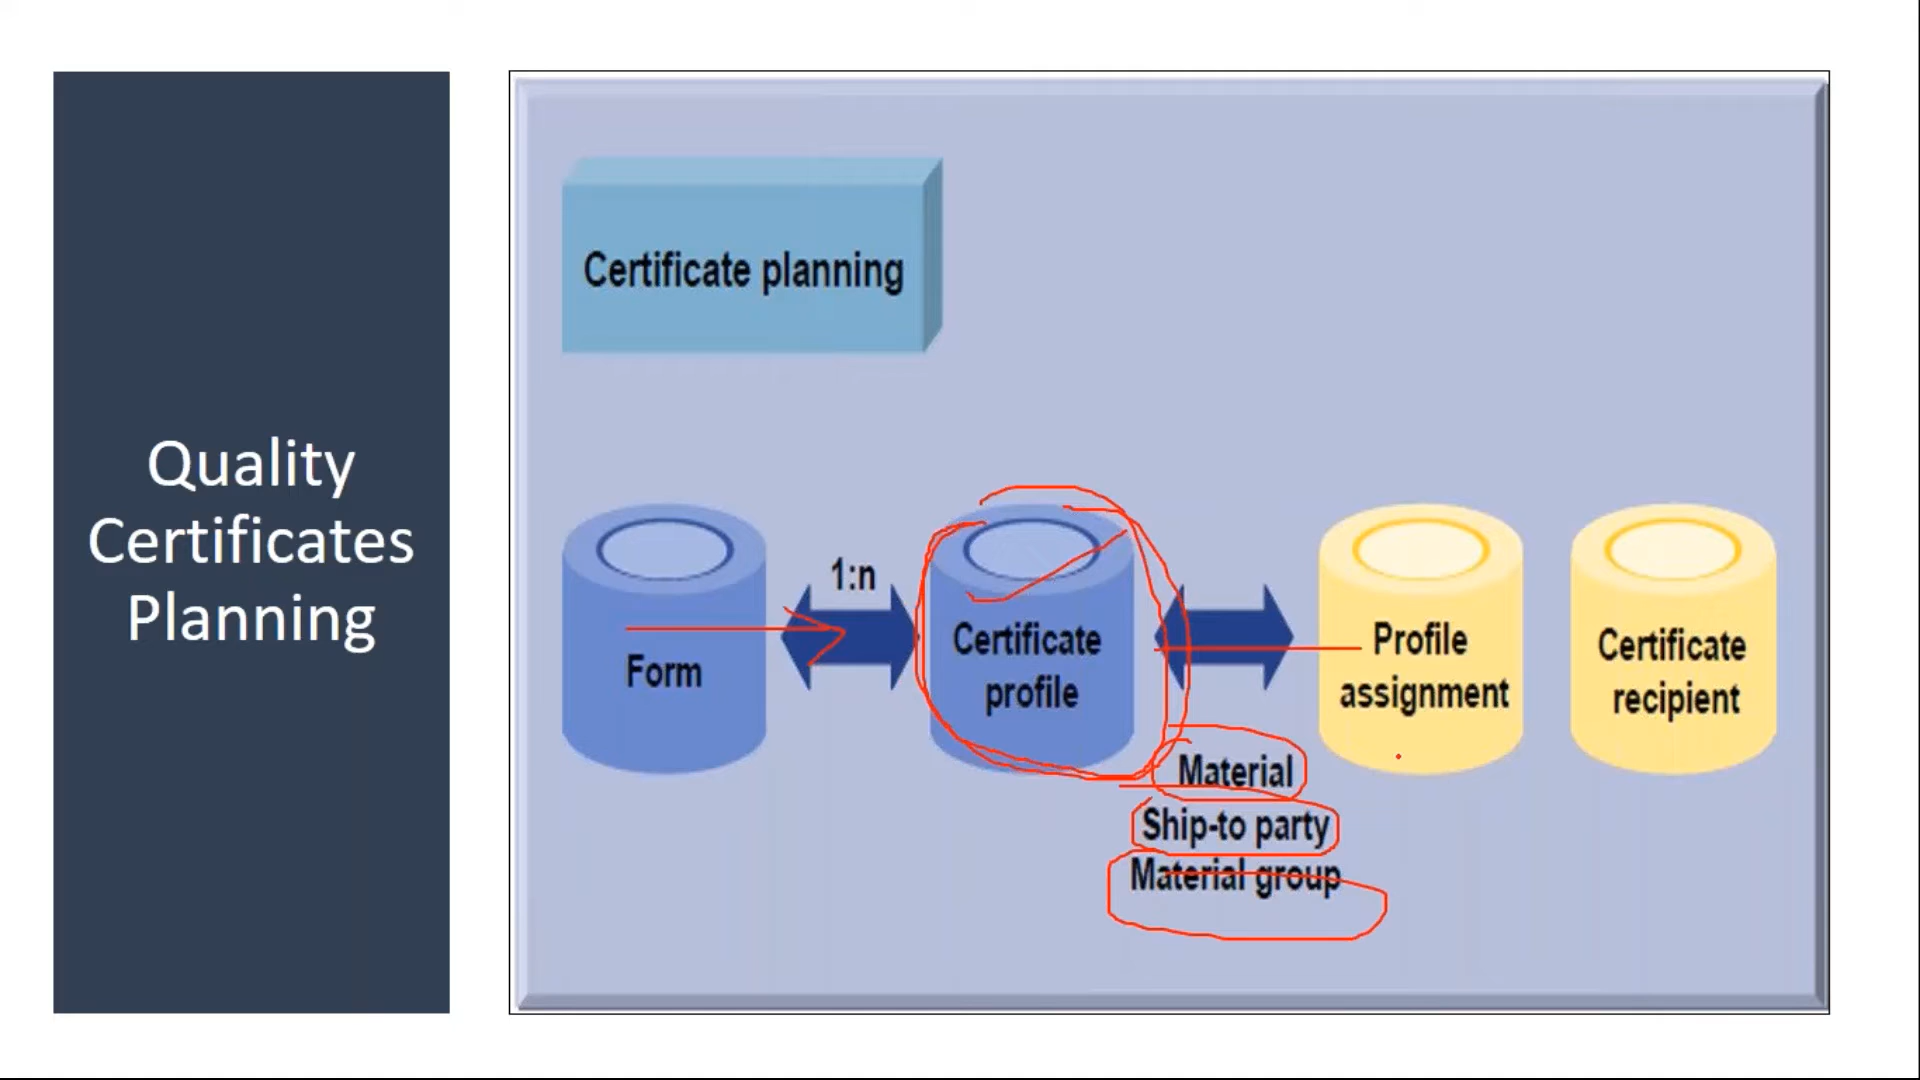 Quality
Certificates
Planning
Certificate planning
Form
1:n
Certificate
profile
Material
Ship-to party
Material group
Profile
assignment
Certificate
recipient